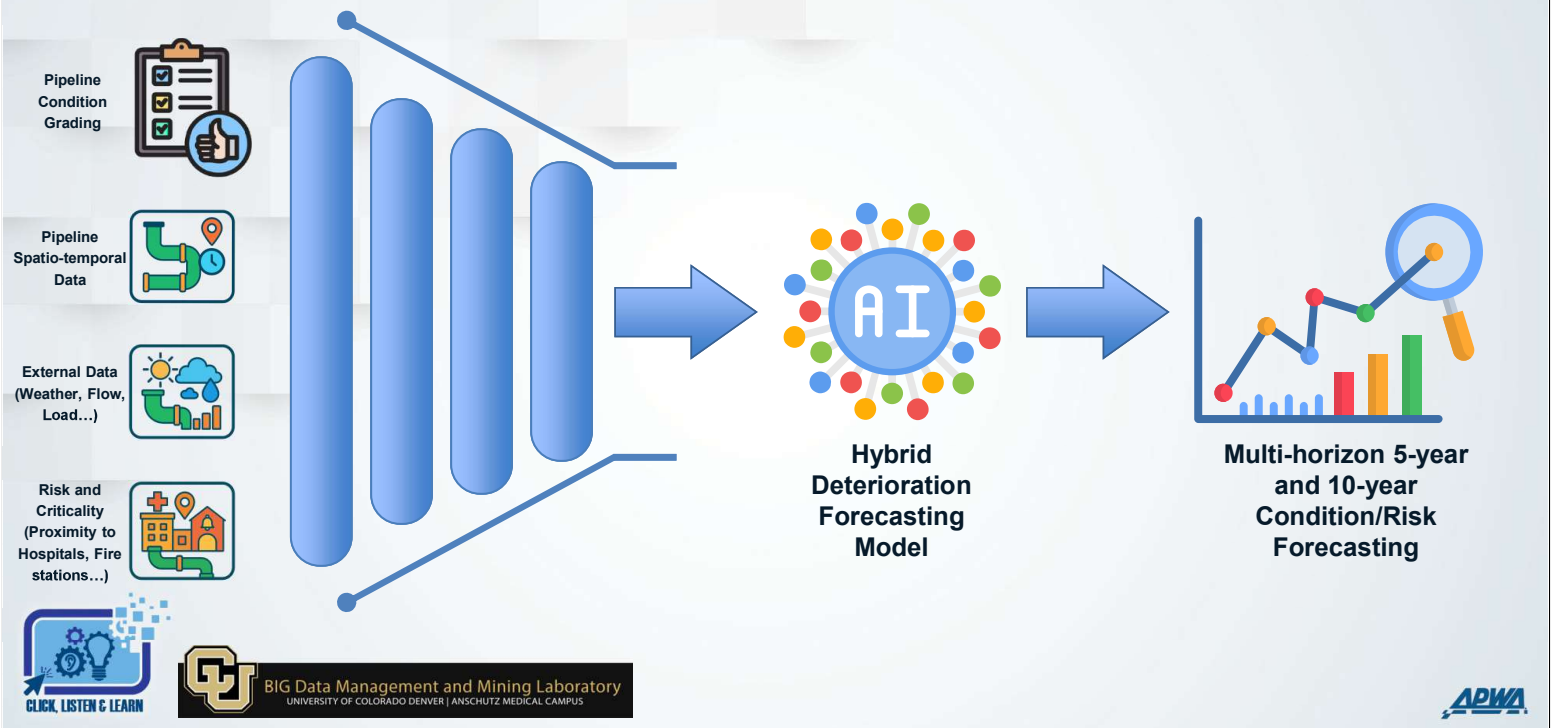 Pipeline
Condition
Grading
Pipeline
Spatio-temporal
Data
External Data
(Weather, Flow,
Load...)
Risk and
Criticality
(Proximity to
Hospitals, Fire
stations...)
AI
Hybrid
Deterioration
Forecasting
Model
Multi-horizon 5-year
and 10-year
Condition/Risk
Forecasting
CLICK, LISTEN & LEARN
CU
BIG Data Management and Mining Laboratory
UNIVERSITY OF COLORADO DENVER | ANSCHUTZ MEDICAL CAMPUS
APWA